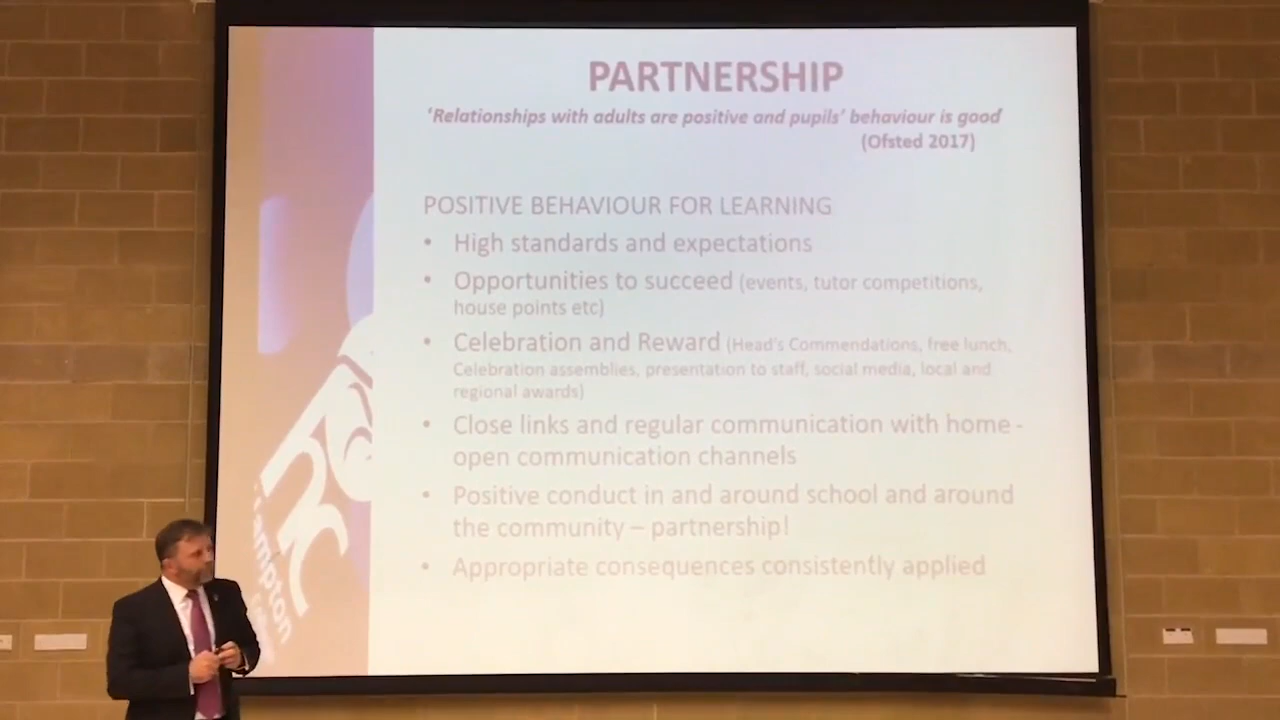 PARTNERSHIP
‘Relationships with adults are positive and pupils’ behaviour is good
(Ofsted 2017)
POSITIVE BEHAVIOUR FOR LEARNING
• High standards and expectations
• Opportunities to succeed (events, tutor competitions,
house points etc)
• Celebration and Reward (Head's Commendations, free lunch,
Celebration assemblies, presentation to staff, social media, local and
regional awards)
• Close links and regular communication with home -
open communication channels
• Positive conduct in and around school and around
the community – partnership!
• Appropriate consequences consistently applied